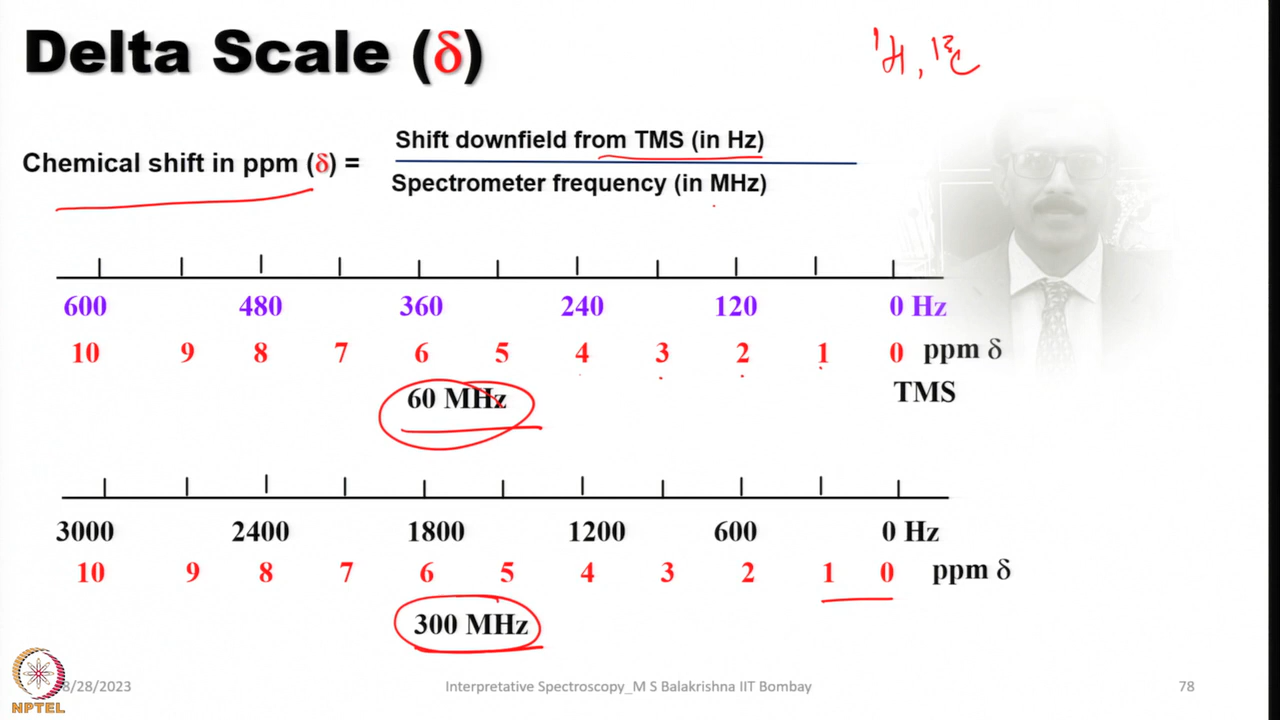 Delta Scale (δ)
¹H, ¹³C
Shift downfield from TMS (in Hz)
Chemical shift in ppm (δ) =
Spectrometer frequency (in MHz)
600 480 360 240 120 0 Hz
10 9 8 7 6 5 4 3 2 1 0 ppm δ
60 MHz TMS
3000 2400 1800 1200 600 0 Hz
10 9 8 7 6 5 4 3 2 1 0 ppm δ
300 MHz
8/28/2023 Interpretative Spectroscopy_M S Balakrishna IIT Bombay 78
NPTEL